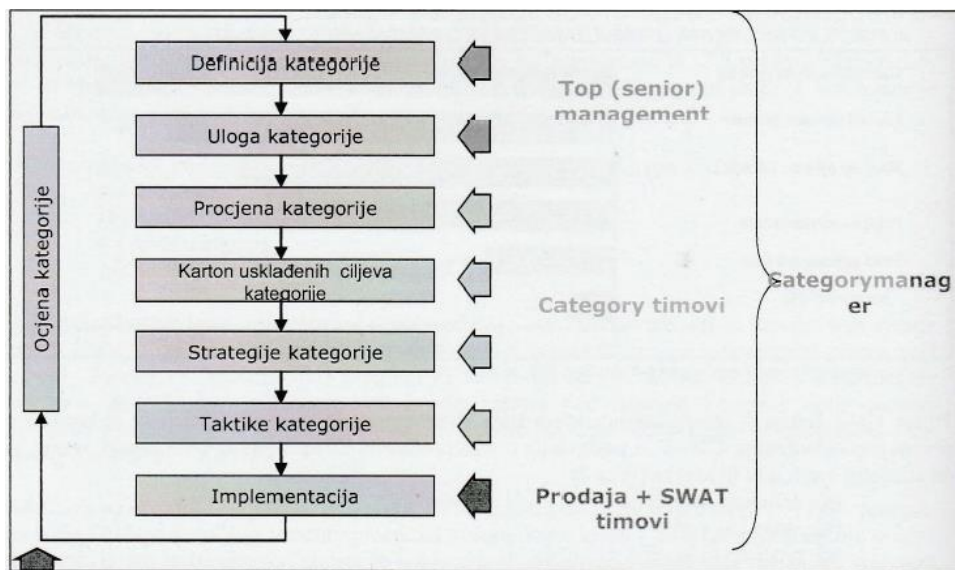 Definicija kategorije
Top (senior)
management
Uloga kategorije
Procjena kategorije
Ocjena kategorije
Karton usklađenih ciljeva
kategorije
Categorymanag
er
Category timovi
Strategije kategorije
Taktike kategorije
Implementacija
Prodaja + SWAT
timovi